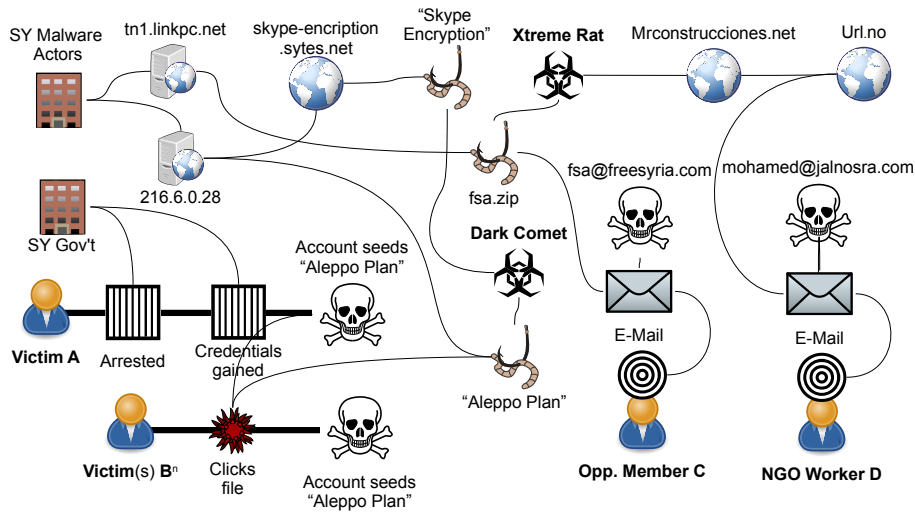 SY Malware
Actors
tn1.linkpc.net
skype-encription
.sytes.net
“Skype
Encryption”
Xtreme Rat
Mrconstrucciones.net
Url.no
216.6.0.28
fsa.zip
fsa@freesyria.com
mohamed@jalnosra.com
SY Gov't
Dark Comet
Account seeds
“Aleppo Plan”
Victim A
Arrested
Credentials
gained
E-Mail
E-Mail
“Aleppo Plan”
Victim(s) Bⁿ
Clicks
file
Account seeds
“Aleppo Plan”
Opp. Member C
NGO Worker D